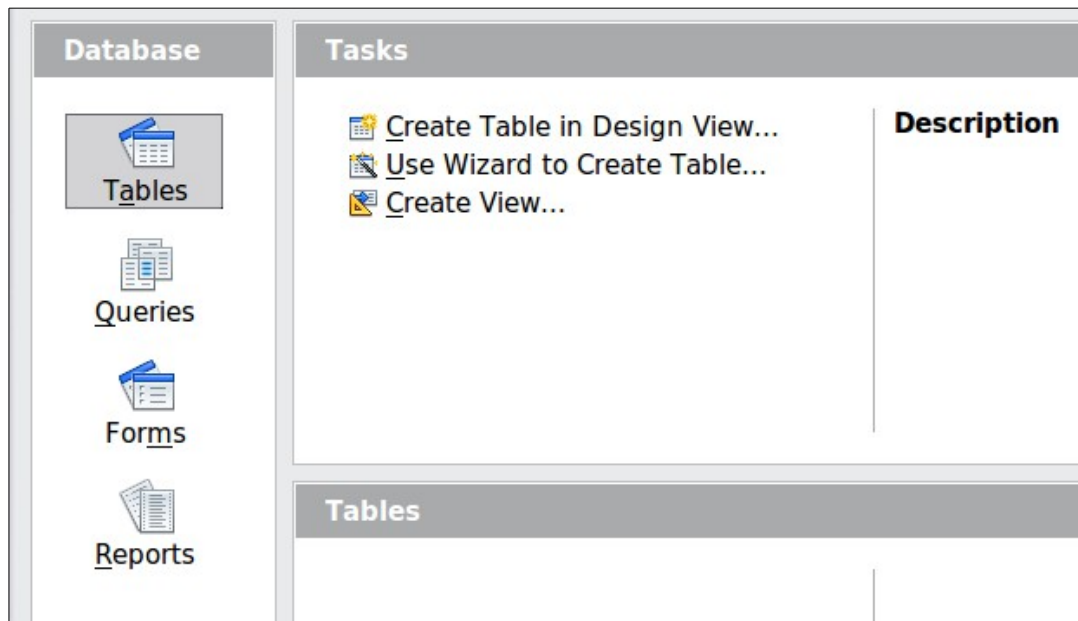 Database
Tables
Queries
Forms
Reports
Tasks
Create Table in Design View...
Use Wizard to Create Table...
Create View...
Description
Tables